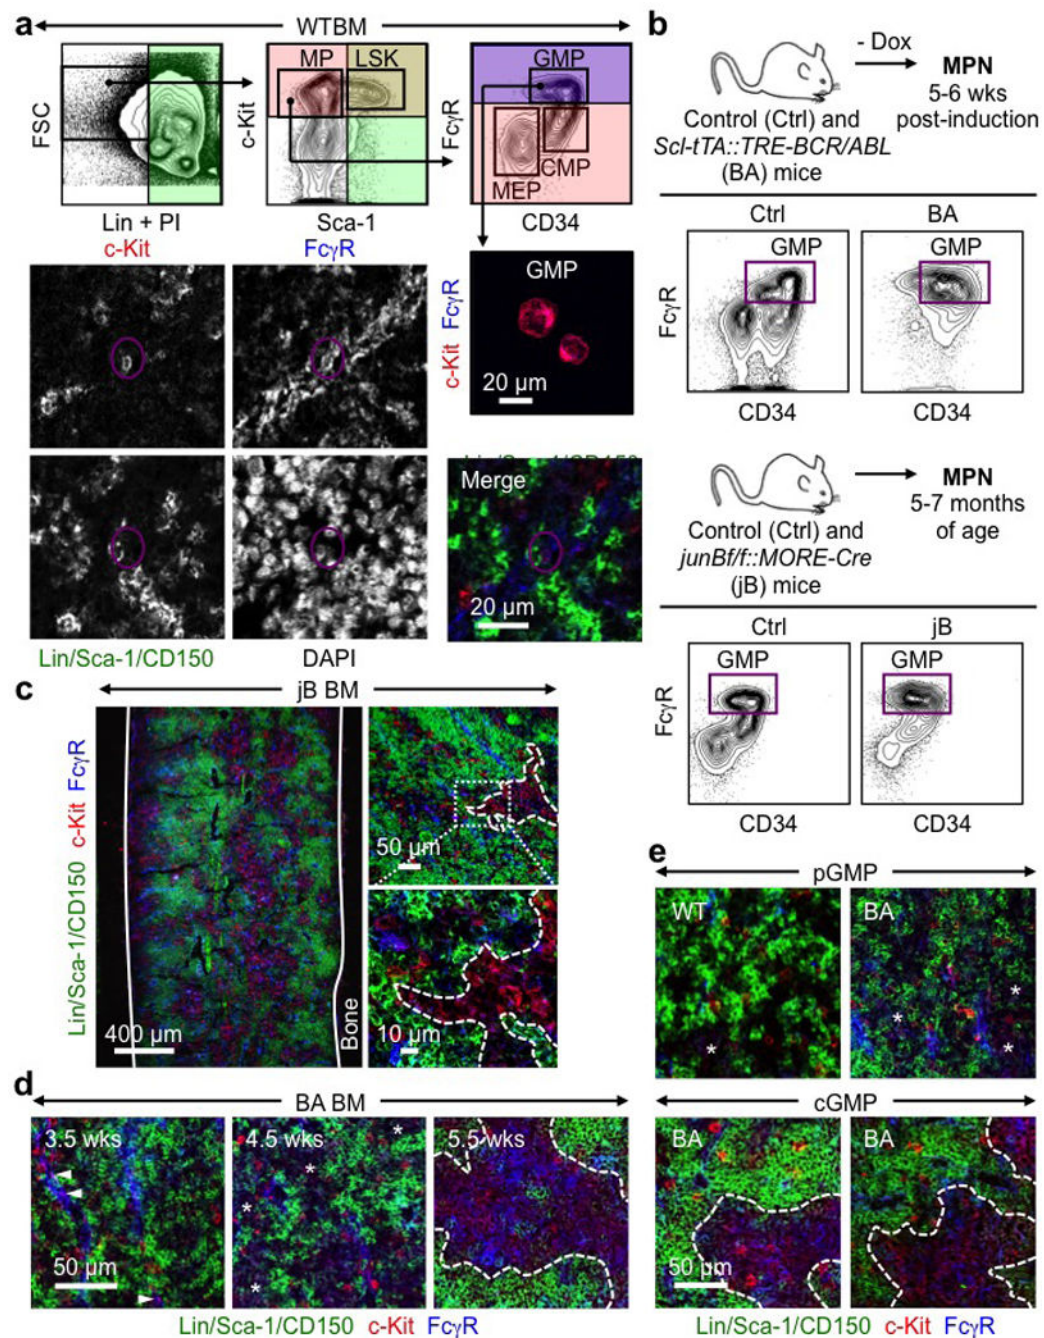 a
WTBM
FSC
Lin + PI
c-Kit
MP
LSK
Sca-1
FcγR
GMP
CMP
MEP
CD34
c-Kit
FcγR
c-Kit FcγR
GMP
20 µm
Lin/Sca-1/CD150
Merge
20 µm
Lin/Sca-1/CD150
DAPI
b
- Dox
MPN
5-6 wks
post-induction
Control (Ctrl) and
Scl-tTA::TRE-BCR/ABL
(BA) mice
Ctrl
BA
GMP
GMP
FcγR
CD34
CD34
MPN
5-7 months
of age
Control (Ctrl) and
junBf/f::MORE-Cre
(jB) mice
Ctrl
jB
GMP
GMP
FcγR
CD34
CD34
c
jB BM
Lin/Sca-1/CD150 c-Kit FcγR
400 µm
Bone
50 µm
10 µm
d
BA BM
3.5 wks
4.5 wks
5.5 wks
* * * *
50 µm
Lin/Sca-1/CD150 c-Kit FcγR
e
pGMP
WT
BA
*
* * *
cGMP
BA
BA
50 µm
Lin/Sca-1/CD150 c-Kit FcγR